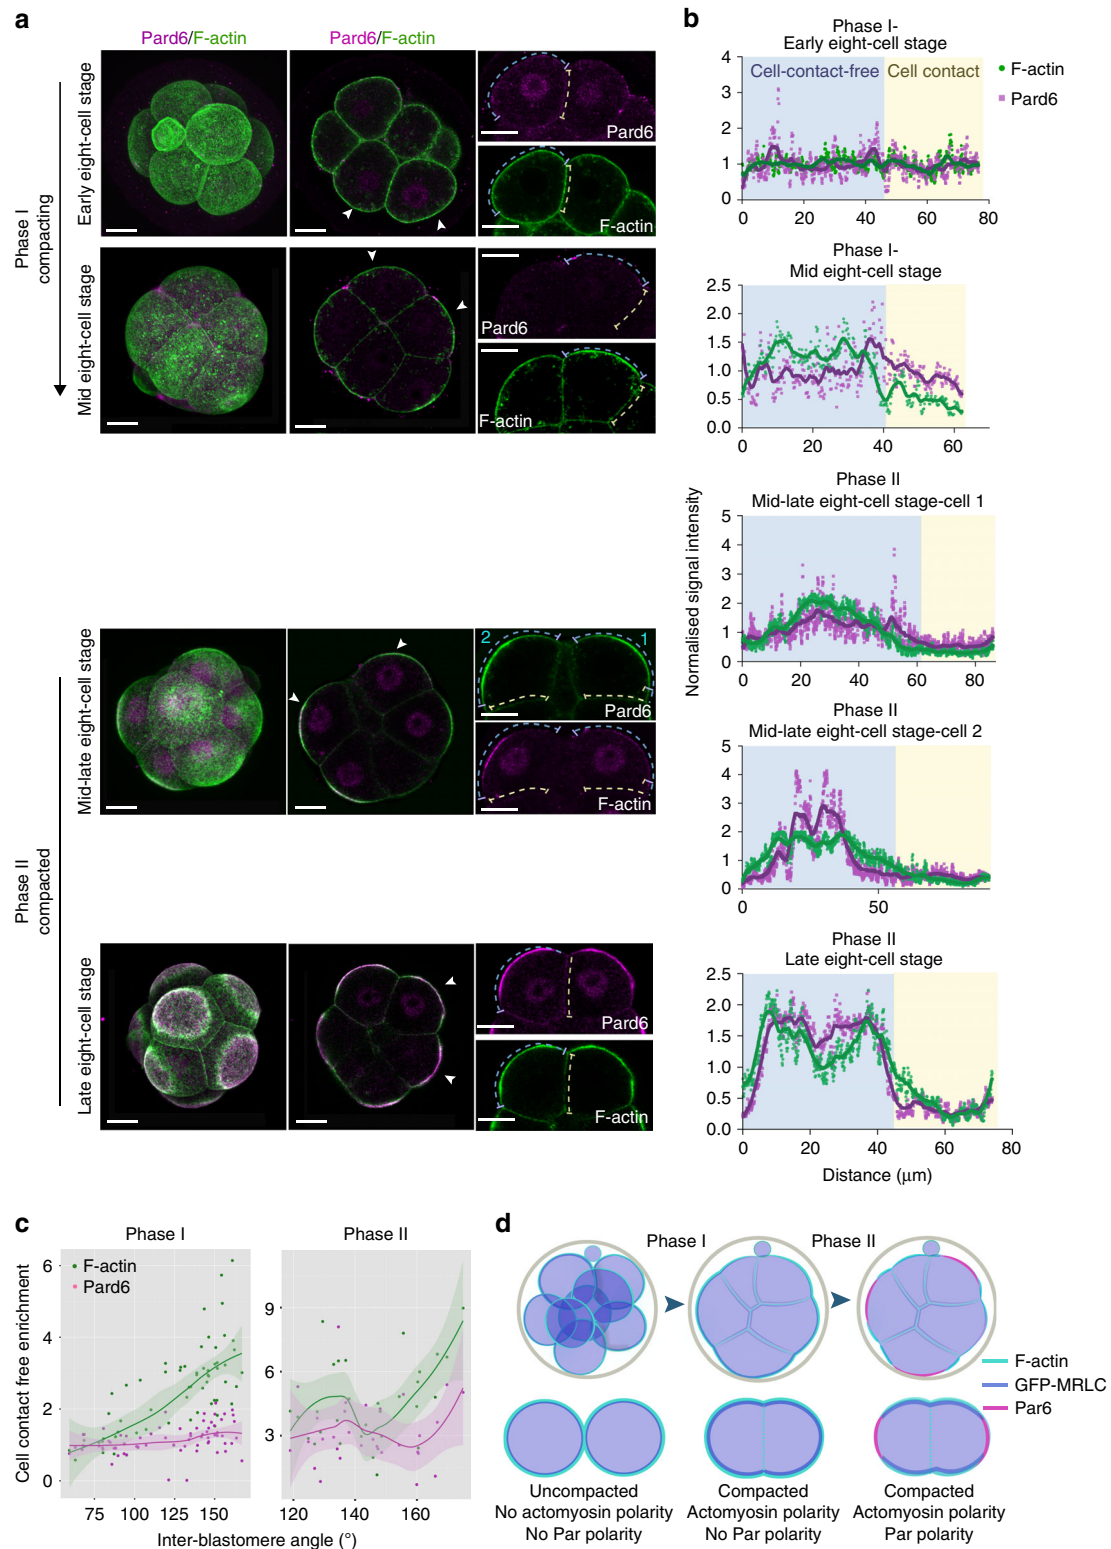 a
Pard6/F-actin
Pard6/F-actin
Phase I
compacting
Early eight-cell stage
Pard6
F-actin
Mid eight-cell stage
Pard6
F-actin
Phase II
compacted
Mid-late eight-cell stage
2
1
Pard6
F-actin
Late eight-cell stage
Pard6
F-actin
b
Normalised signal intensity
Phase I-
Early eight-cell stage
Cell-contact-free
Cell contact
F-actin
Pard6
4
3
2
1
0
0 20 40 60 80
Phase I-
Mid eight-cell stage
2.5
2.0
1.5
1.0
0.5
0.0
0 20 40 60
Phase II
Mid-late eight-cell stage-cell 1
5
4
3
2
1
0
0 20 40 60 80
Phase II
Mid-late eight-cell stage-cell 2
5
4
3
2
1
0
0 50
Phase II
Late eight-cell stage
2.5
2.0
1.5
1.0
0.5
0.0
0 20 40 60 80
Distance (μm)
c
Cell contact free enrichment
Phase I
F-actin
Pard6
6
4
2
0
75 100 125 150
Phase II
9
6
3
120 140 160
Inter-blastomere angle (°)
d
Phase I
Phase II
F-actin
GFP-MRLC
Par6
Uncompacted
No actomyosin polarity
No Par polarity
Compacted
Actomyosin polarity
No Par polarity
Compacted
Actomyosin polarity
Par polarity